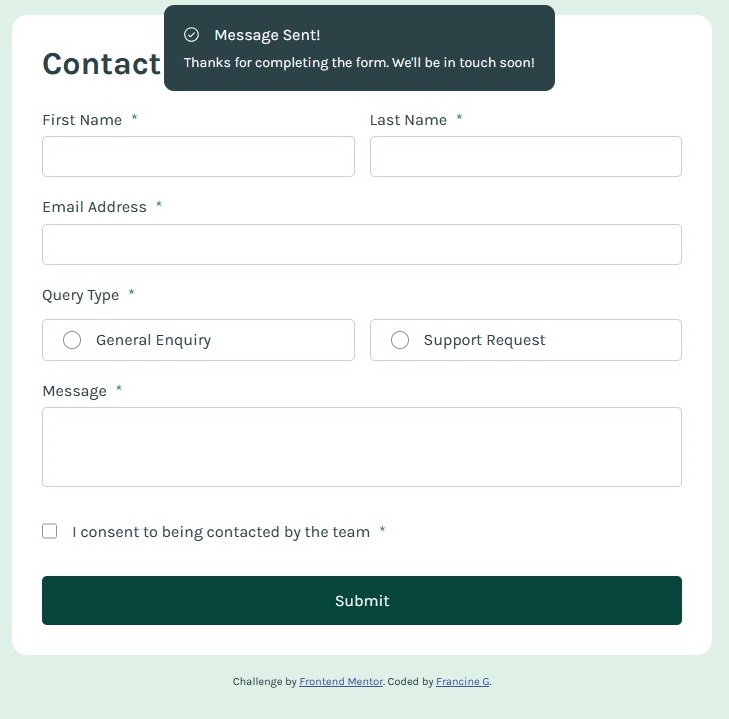 Message Sent!
Thanks for completing the form. We'll be in touch soon!
Contact
First Name *
Last Name *
Email Address *
Query Type *
General Enquiry
Support Request
Message *
I consent to being contacted by the team *
Submit
Challenge by Frontend Mentor. Coded by Francine G.